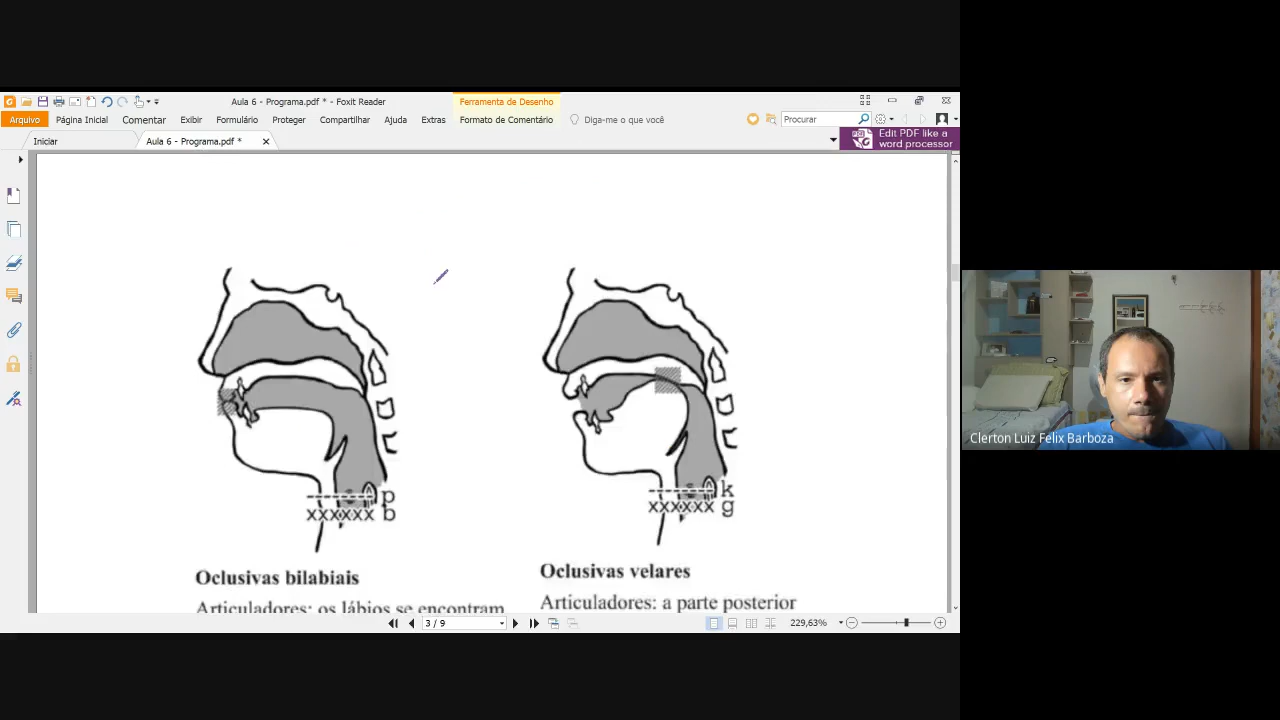 Aula 6 - Programa.pdf * - Foxit Reader
Ferramenta de Desenho
Arquivo
Página Inicial
Comentar
Exibir
Formulário
Proteger
Compartilhar
Ajuda
Extras
Formato de Comentário
Diga-me o que você
Procurar
Iniciar
Aula 6 - Programa.pdf *
Edit PDF like a
word processor
------- p
xxxxxx b
------- k
xxxxxx g
Oclusivas bilabiais
Articuladores: os lábios se encontram
Oclusivas velares
Articuladores: a parte posterior
3 / 9
229,63%
Clerton Luiz Felix Barboza